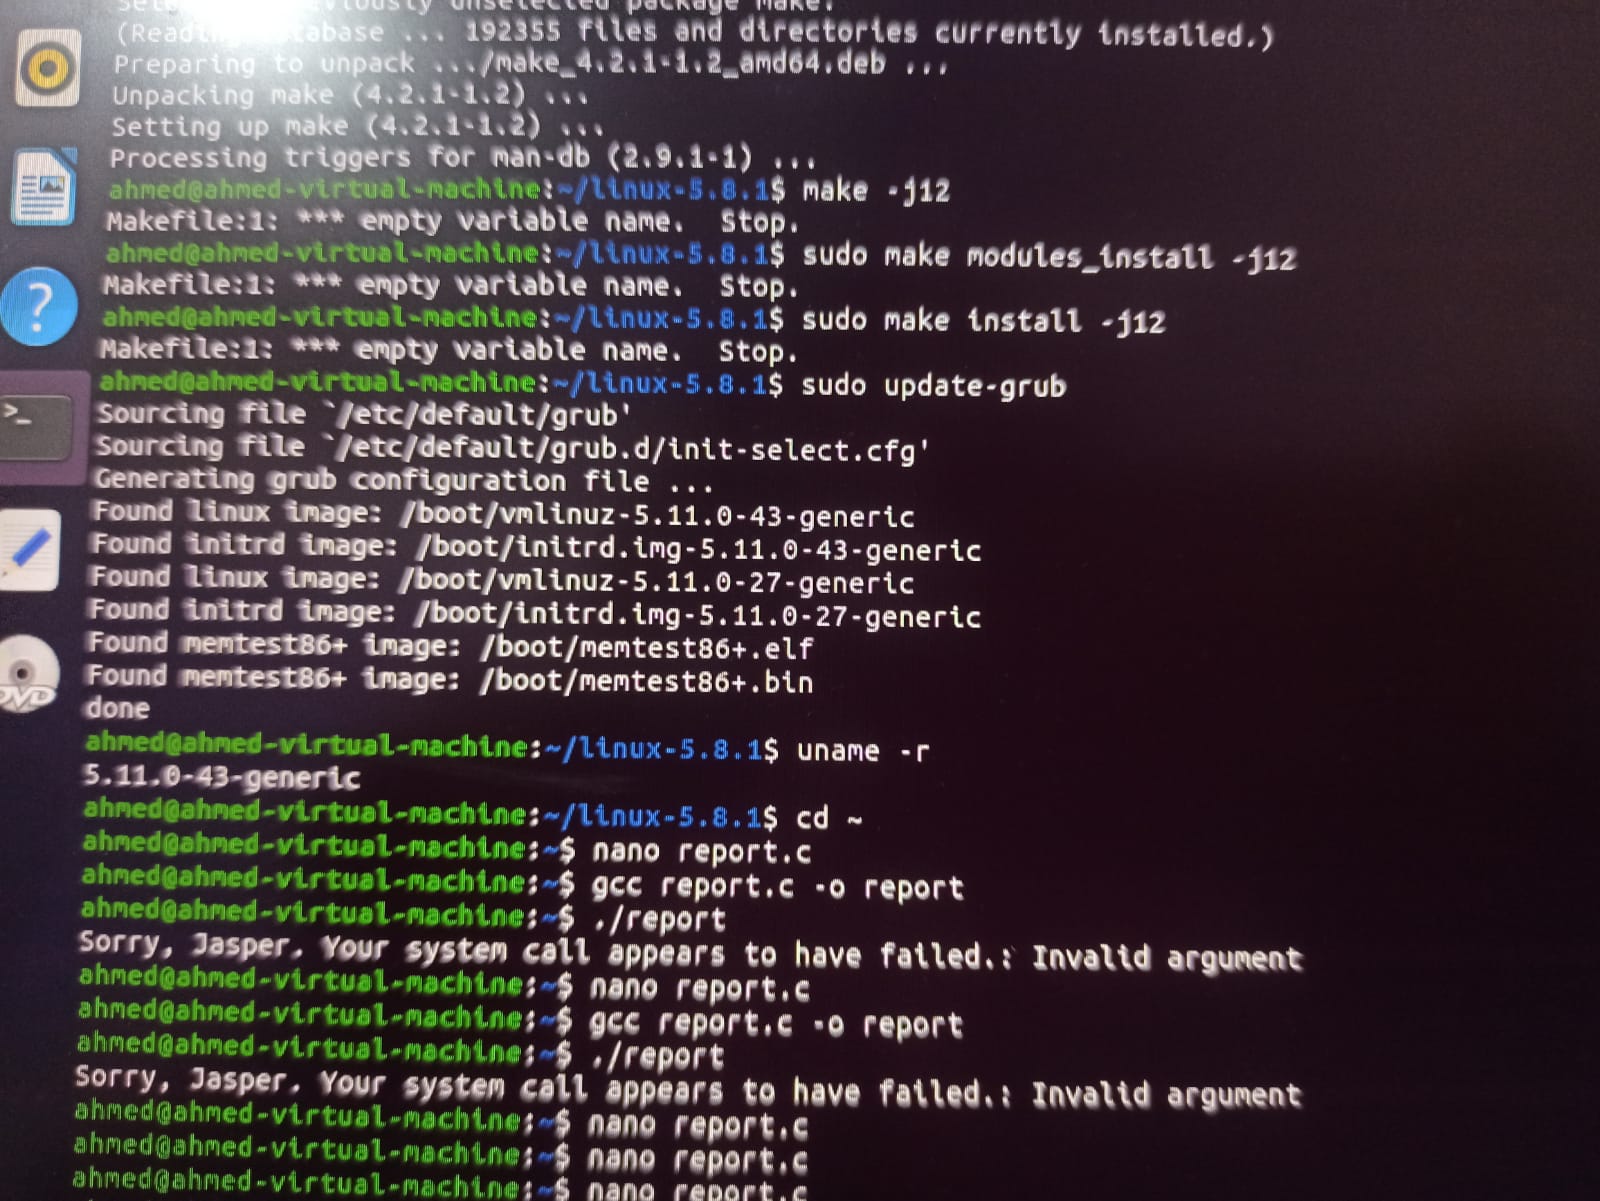 previously unselected package make.
(Reading database ... 192355 files and directories currently installed.)
Preparing to unpack .../make_4.2.1-1.2_amd64.deb ...
Unpacking make (4.2.1-1.2) ...
Setting up make (4.2.1-1.2) ...
Processing triggers for man-db (2.9.1-1) ...
ahmed@ahmed-virtual-machine:~/linux-5.8.1$ make -j12
Makefile:1: *** empty variable name.  Stop.
ahmed@ahmed-virtual-machine:~/linux-5.8.1$ sudo make modules_install -j12
Makefile:1: *** empty variable name.  Stop.
ahmed@ahmed-virtual-machine:~/linux-5.8.1$ sudo make install -j12
Makefile:1: *** empty variable name.  Stop.
ahmed@ahmed-virtual-machine:~/linux-5.8.1$ sudo update-grub
Sourcing file `/etc/default/grub'
Sourcing file `/etc/default/grub.d/init-select.cfg'
Generating grub configuration file ...
Found linux image: /boot/vmlinuz-5.11.0-43-generic
Found initrd image: /boot/initrd.img-5.11.0-43-generic
Found linux image: /boot/vmlinuz-5.11.0-27-generic
Found initrd image: /boot/initrd.img-5.11.0-27-generic
Found memtest86+ image: /boot/memtest86+.elf
Found memtest86+ image: /boot/memtest86+.bin
done
ahmed@ahmed-virtual-machine:~/linux-5.8.1$ uname -r
5.11.0-43-generic
ahmed@ahmed-virtual-machine:~/linux-5.8.1$ cd ~
ahmed@ahmed-virtual-machine:~$ nano report.c
ahmed@ahmed-virtual-machine:~$ gcc report.c -o report
ahmed@ahmed-virtual-machine:~$ ./report
Sorry, Jasper. Your system call appears to have failed.: Invalid argument
ahmed@ahmed-virtual-machine:~$ nano report.c
ahmed@ahmed-virtual-machine:~$ gcc report.c -o report
ahmed@ahmed-virtual-machine:~$ ./report
Sorry, Jasper. Your system call appears to have failed.: Invalid argument
ahmed@ahmed-virtual-machine:~$ nano report.c
ahmed@ahmed-virtual-machine:~$ nano report.c
ahmed@ahmed-virtual-machine:~$ nano report.c
>_
?
DVD